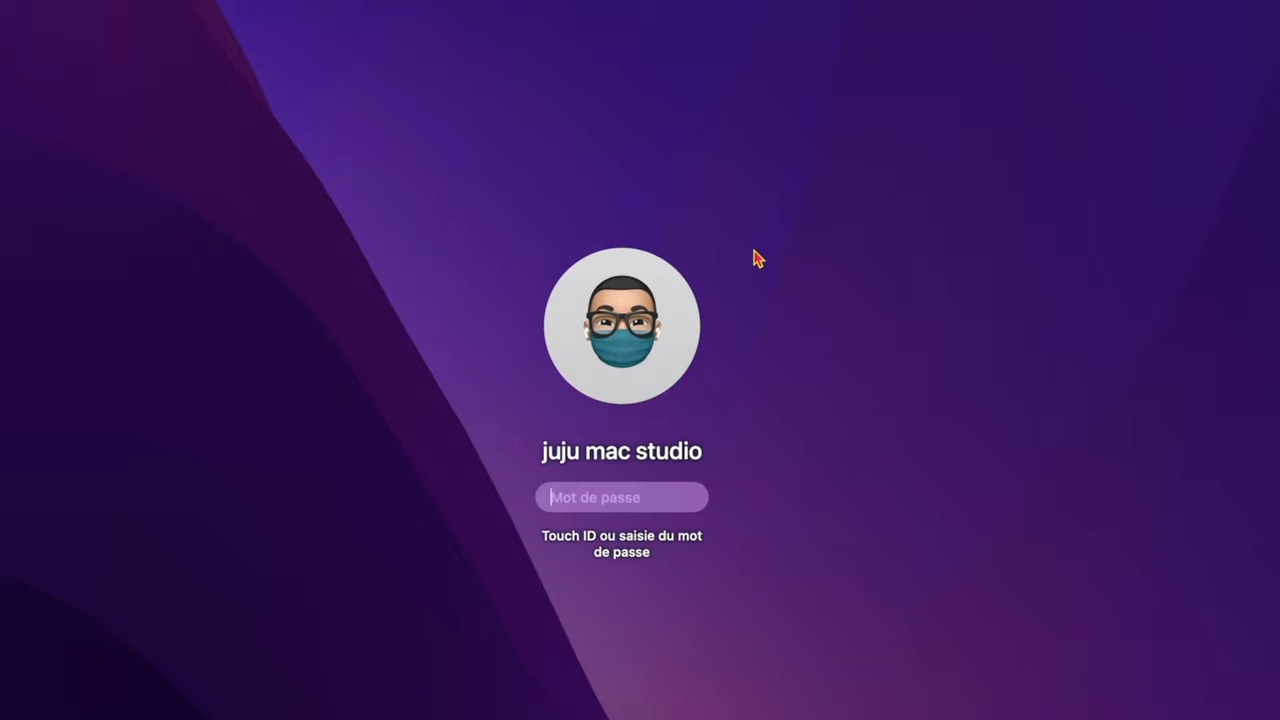 juju mac studio
Mot de passe
Touch ID ou saisie du mot
de passe